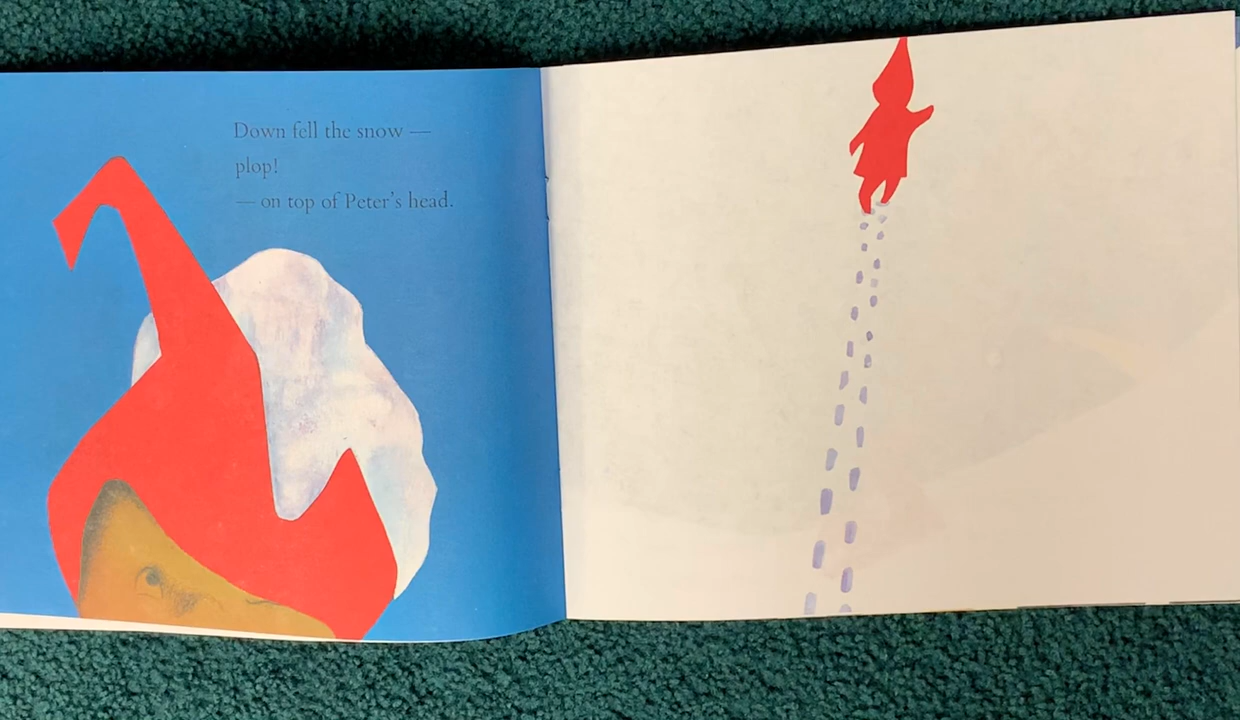 Down fell the snow —
plop!
— on top of Peter's head.